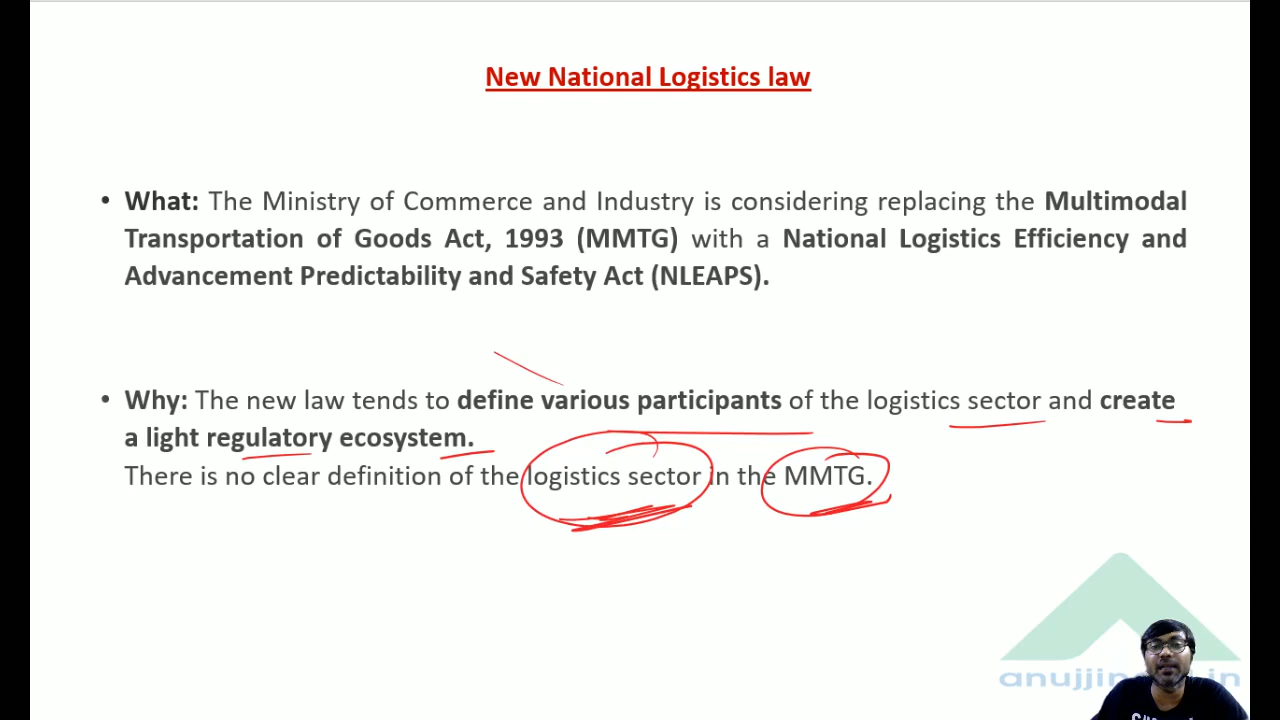 New National Logistics law
• What: The Ministry of Commerce and Industry is considering replacing the Multimodal
Transportation of Goods Act, 1993 (MMTG) with a National Logistics Efficiency and
Advancement Predictability and Safety Act (NLEAPS).
• Why: The new law tends to define various participants of the logistics sector and create
a light regulatory ecosystem.
There is no clear definition of the logistics sector in the MMTG.